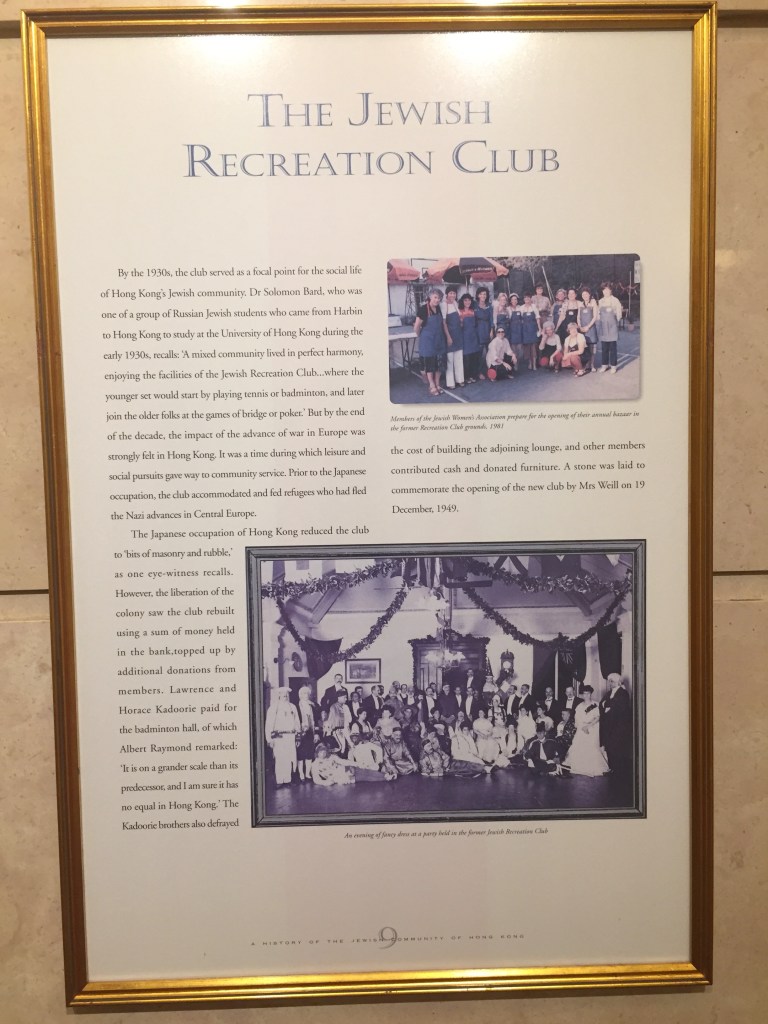 THE JEWISH
RECREATION CLUB
By the 1930s, the club served as a focal point for the social life
of Hong Kong's Jewish community. Dr Solomon Bard, who was
one of a group of Russian Jewish students who came from Harbin
to Hong Kong to study at the University of Hong Kong during the
early 1930s, recalls: 'A mixed community lived in perfect harmony,
enjoying the facilities of the Jewish Recreation Club...where the
younger set would start by playing tennis or badminton, and later
join the older folks at the games of bridge or poker.' But by the end
of the decade, the impact of the advance of war in Europe was
strongly felt in Hong Kong. It was a time during which leisure and
social pursuits gave way to community service. Prior to the Japanese
occupation, the club accommodated and fed refugees who had fled
the Nazi advances in Central Europe.
The Japanese occupation of Hong Kong reduced the club
to 'bits of masonry and rubble,'
as one eye-witness recalls.
However, the liberation of the
colony saw the club rebuilt
using a sum of money held
in the bank,topped up by
additional donations from
members. Lawrence and
Horace Kadoorie paid for
the badminton hall, of which
Albert Raymond remarked:
'It is on a grander scale than its
predecessor, and I am sure it has
no equal in Hong Kong.' The
Kadoorie brothers also defrayed
Members of the Jewish Women's Association prepare for the opening of their annual bazaar in
the former Recreation Club grounds, 1981
the cost of building the adjoining lounge, and other members
contributed cash and donated furniture. A stone was laid to
commemorate the opening of the new club by Mrs Weill on 19
December, 1949.
An evening of fancy dress at a party held in the former Jewish Recreation Club
A HISTORY OF THE JEWISH COMMUNITY OF HONG KONG
9